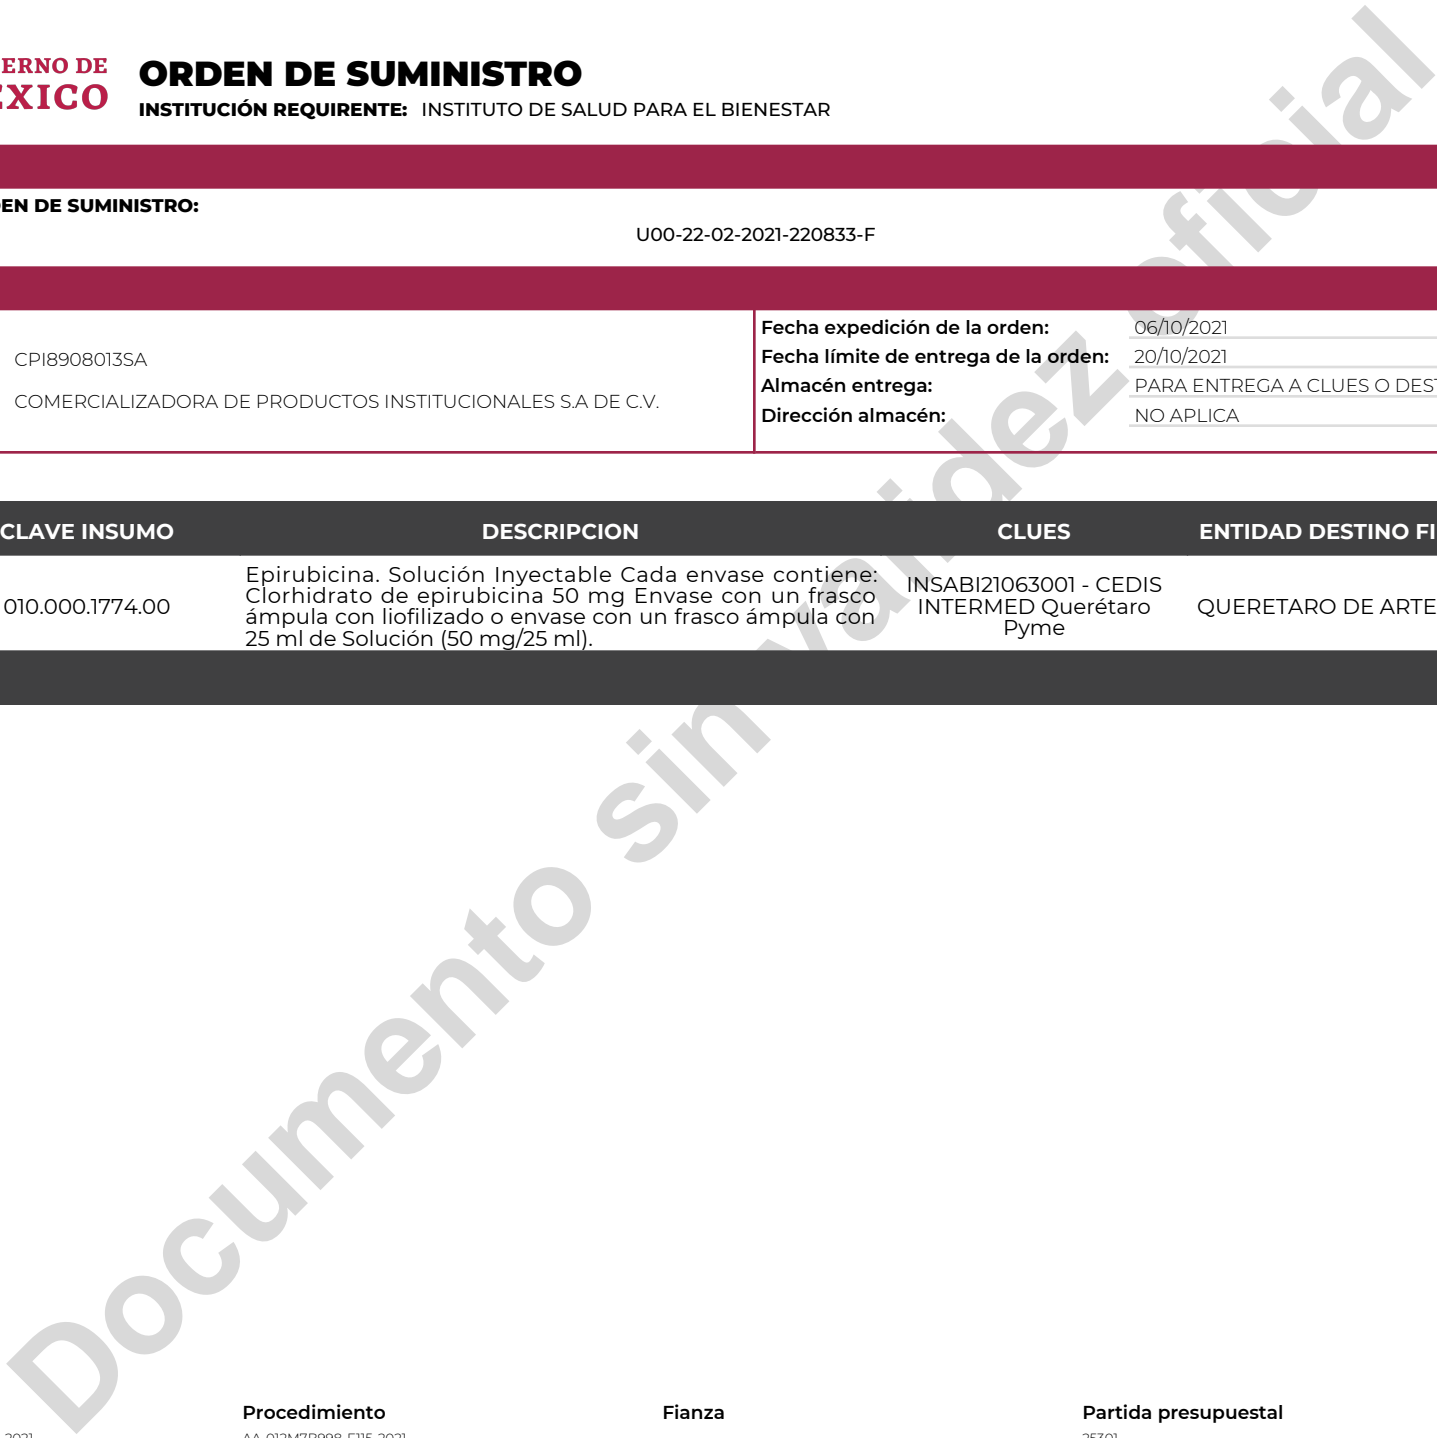 ERNO DE
ORDEN DE SUMINISTRO
INSTITUCIÓN REQUIRENTE: INSTITUTO DE SALUD PARA EL BIENESTAR
DE SUMINISTRO:
U00-22-02-2021-220833-F
CPI8908013SA
COMERCIALIZADORA DE PRODUCTOS INSTITUCIONALES S.A DE C.V.
Fecha expedición de la orden: 06/10/2021
Fecha límite de entrega de la orden: 20/10/2021
Almacén entrega: PARA ENTREGA A CLUES O
Dirección almacén: NO APLICA
CLAVE INSUMO DESCRIPCION CLUES ENTIDAD DESTINO
010.000.1774.00
Epirubicina. Solución Inyectable Cada envase contiene:
Clorhidrato de epirubicina 50 mg Envase con un frasco
ámpula con liofilizado o envase con un frasco ámpula con
25 ml de Solución (50 mg/25 ml).
INSABI21063001 - CEDIS
INTERMED Querétaro
Pyme
QUERETARO DE
Documento sin validez oficial
Procedimiento Fianza Partida presupuestal